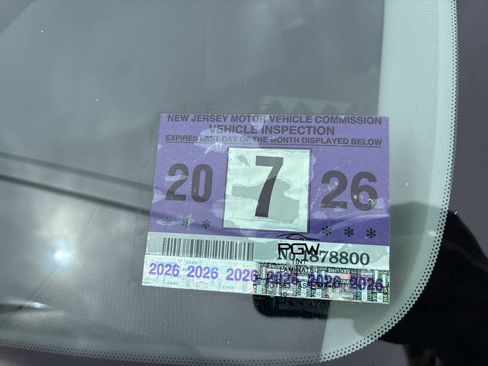 NEW JERSEY MOTOR VEHICLE COMMISSION
VEHICLE INSPECTION
EXPIRES LAST DAY OF THE MONTH DISPLAYED BELOW
20 7 26
* * * * * *
PGW
1878800
2026 2026 2026 2026 2026 2026